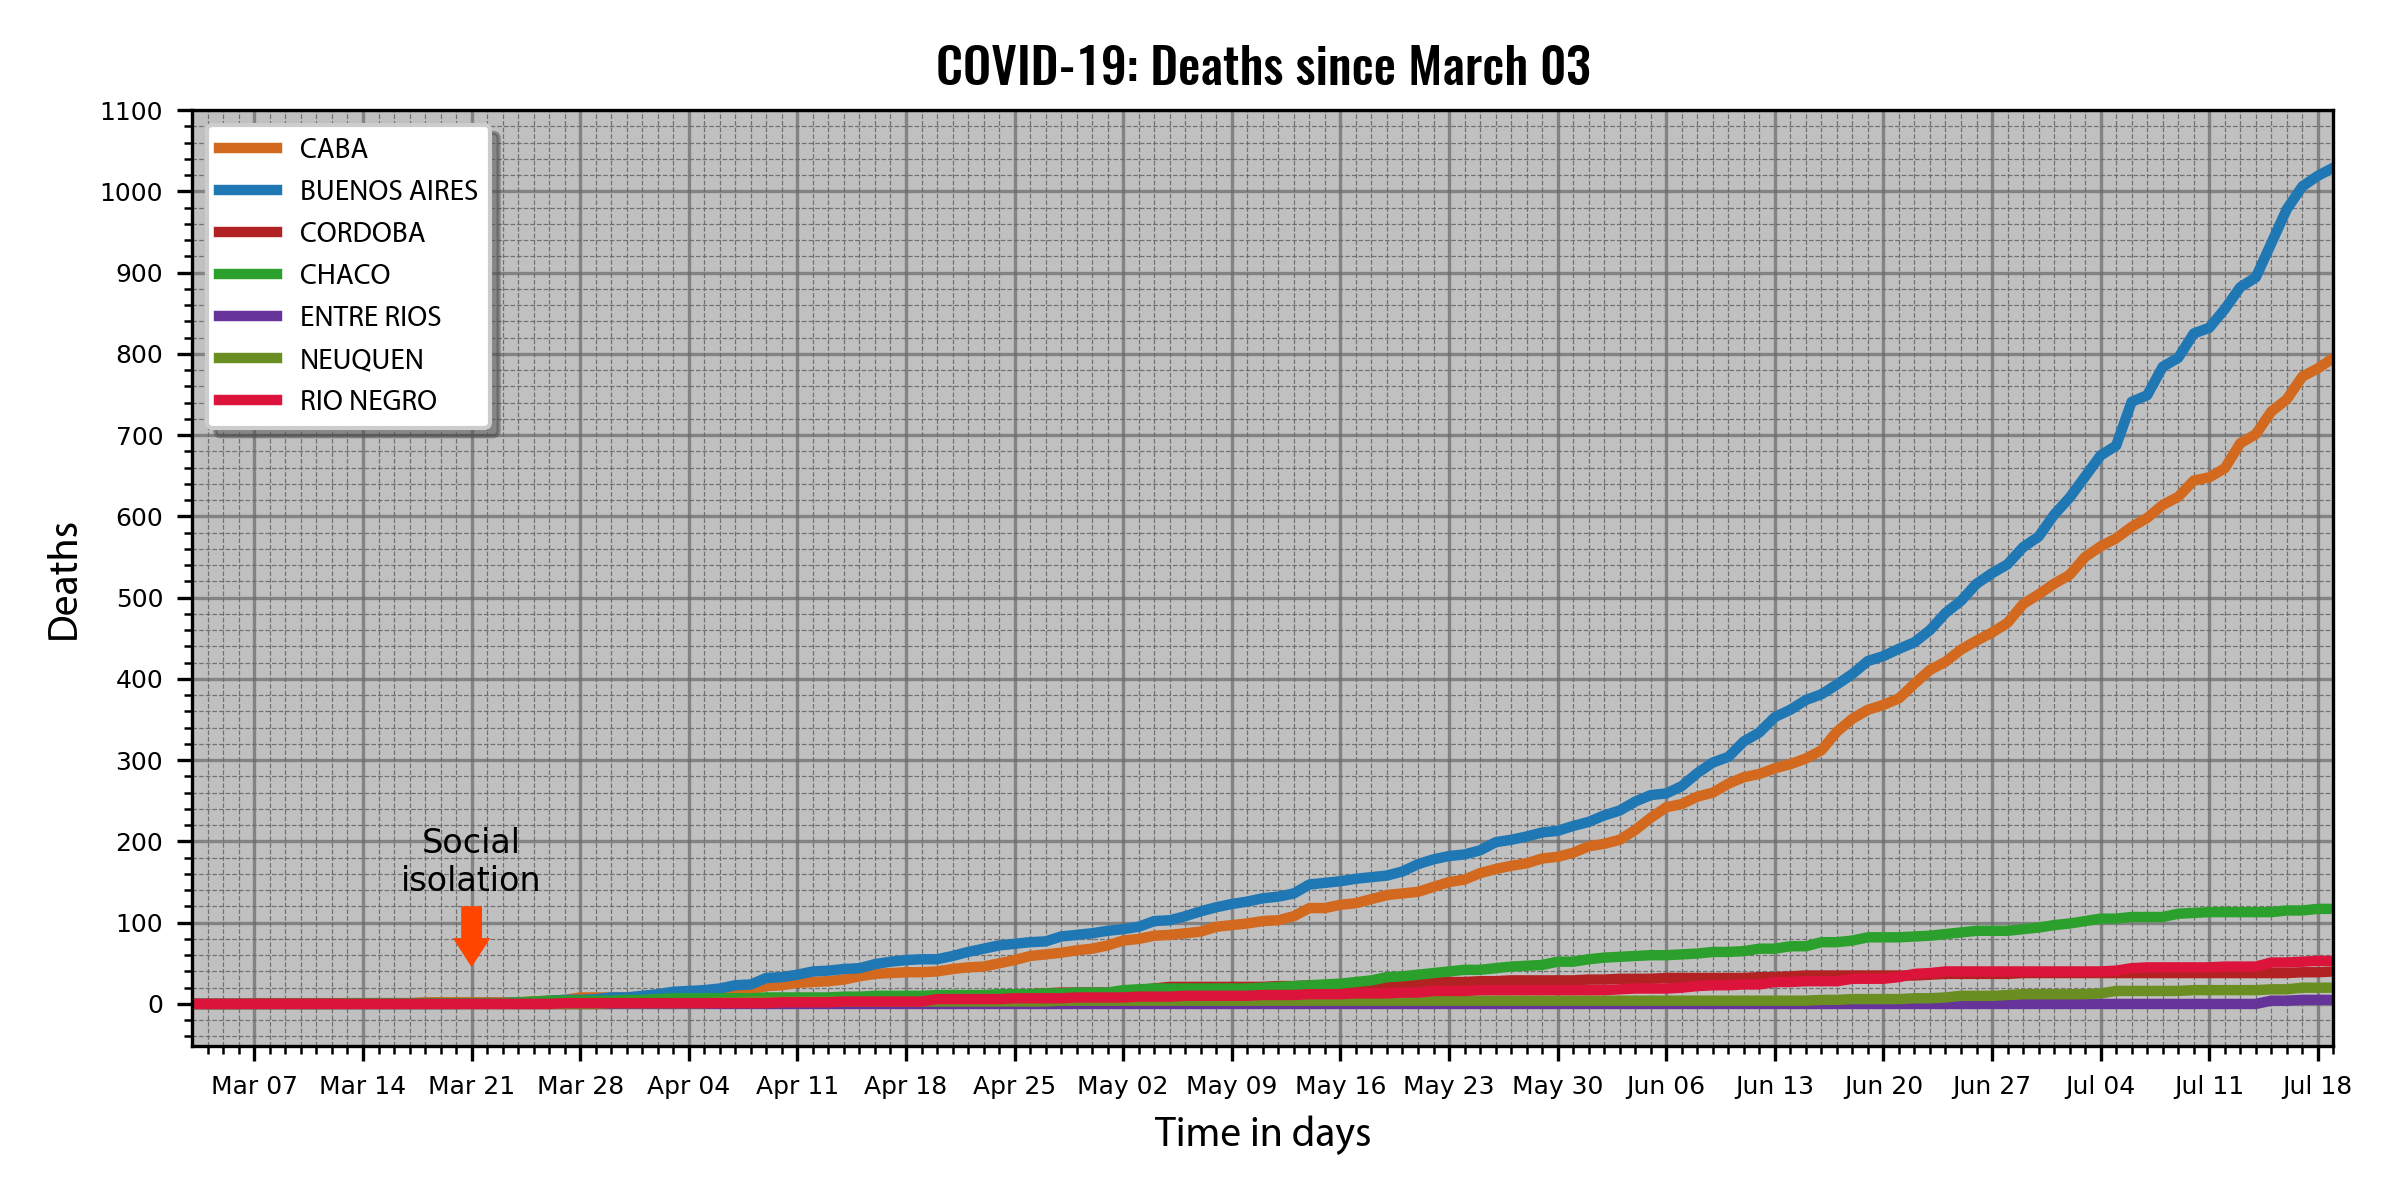 COVID-19: Deaths since March 03
1100
1000
900
800
700
600
500
400
300
200
100
0
Deaths
CABA
BUENOS AIRES
CORDOBA
CHACO
ENTRE RIOS
NEUQUEN
RIO NEGRO
Social
isolation
Mar 07 Mar 14 Mar 21 Mar 28 Apr 04 Apr 11 Apr 18 Apr 25 May 02 May 09 May 16 May 23 May 30 Jun 06 Jun 13 Jun 20 Jun 27 Jul 04 Jul 11 Jul 18
Time in days